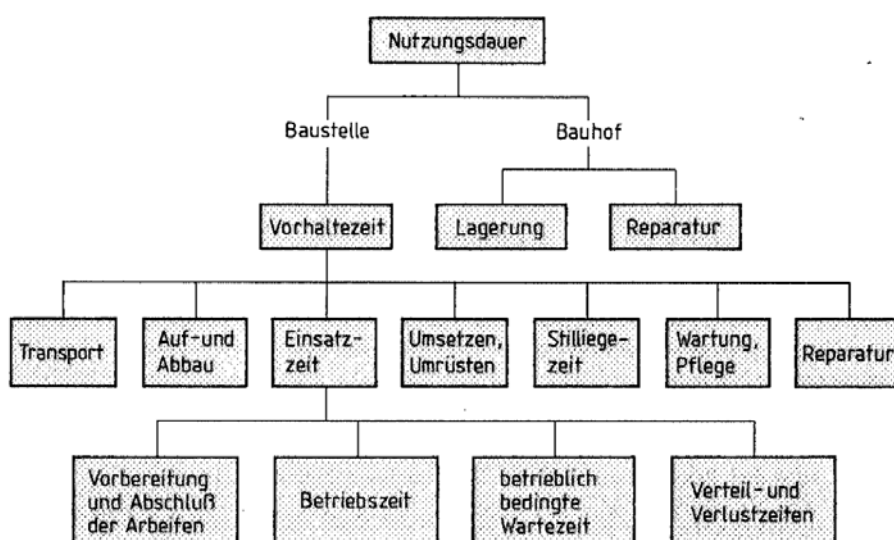 Nutzungsdauer
Baustelle
Bauhof
Vorhaltezeit
Lagerung
Reparatur
Transport
Auf- und
Abbau
Einsatz-
zeit
Umsetzen,
Umrüsten
Stilliege-
zeit
Wartung,
Pflege
Reparatur
Vorbereitung
und Abschluß
der Arbeiten
Betriebszeit
betrieblich
bedingte
Wartezeit
Verteil- und
Verlustzeiten